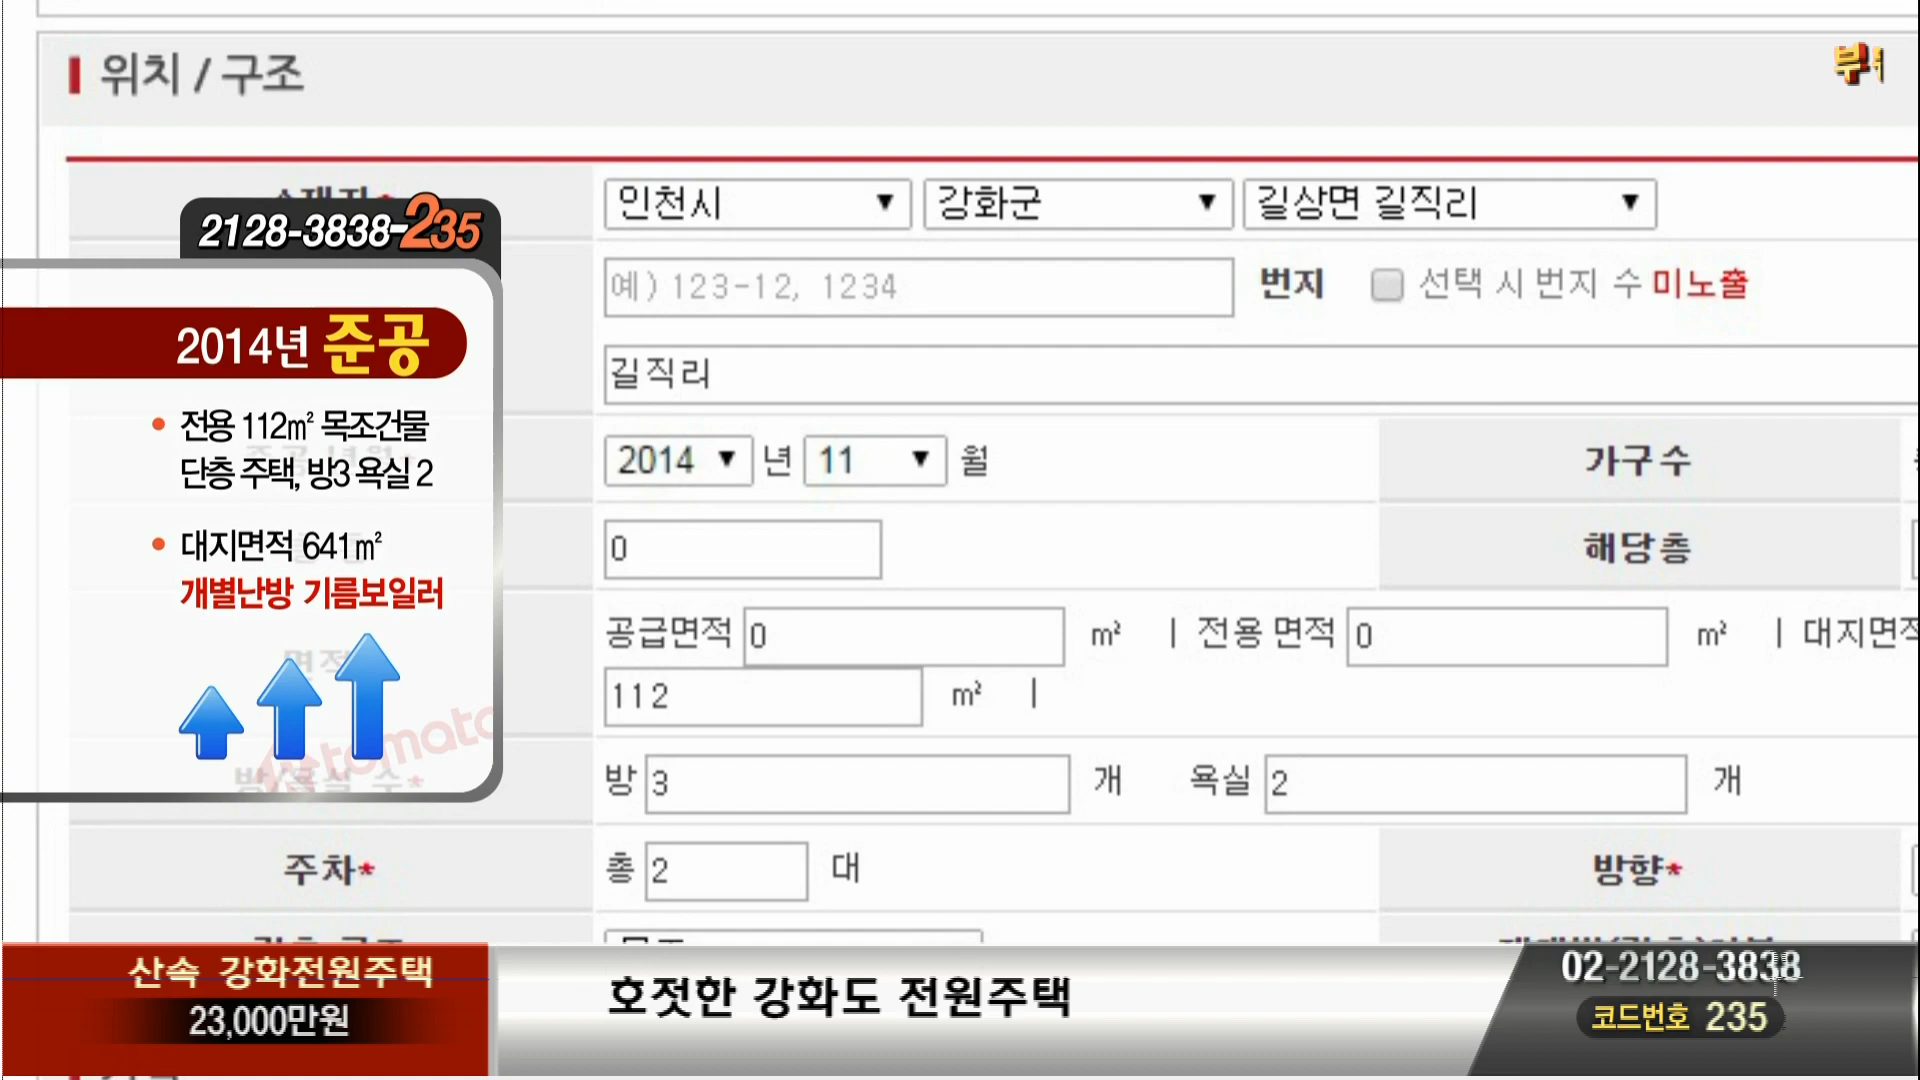 위치 / 구조
인천시 강화군 길상면 길직리
2128-3838-235
예) 123-12, 1234 번지 선택 시 번지 수 미노출
2014년 준공
길직리
전용 112㎡ 목조건물
단층 주택, 방3 욕실 2
2014 년 11 월 가구 수
대지면적 641㎡
개별난방 기름보일러
0 해당 층
공급면적 0 m² | 전용 면적 0 m² | 대지면적
112 m² |
tomato
방 3 개 욕실 2 개
주차* 총 2 대 방향*
산속 강화전원주택
23,000만원
호젓한 강화도 전원주택
02-2128-3838
코드번호 235